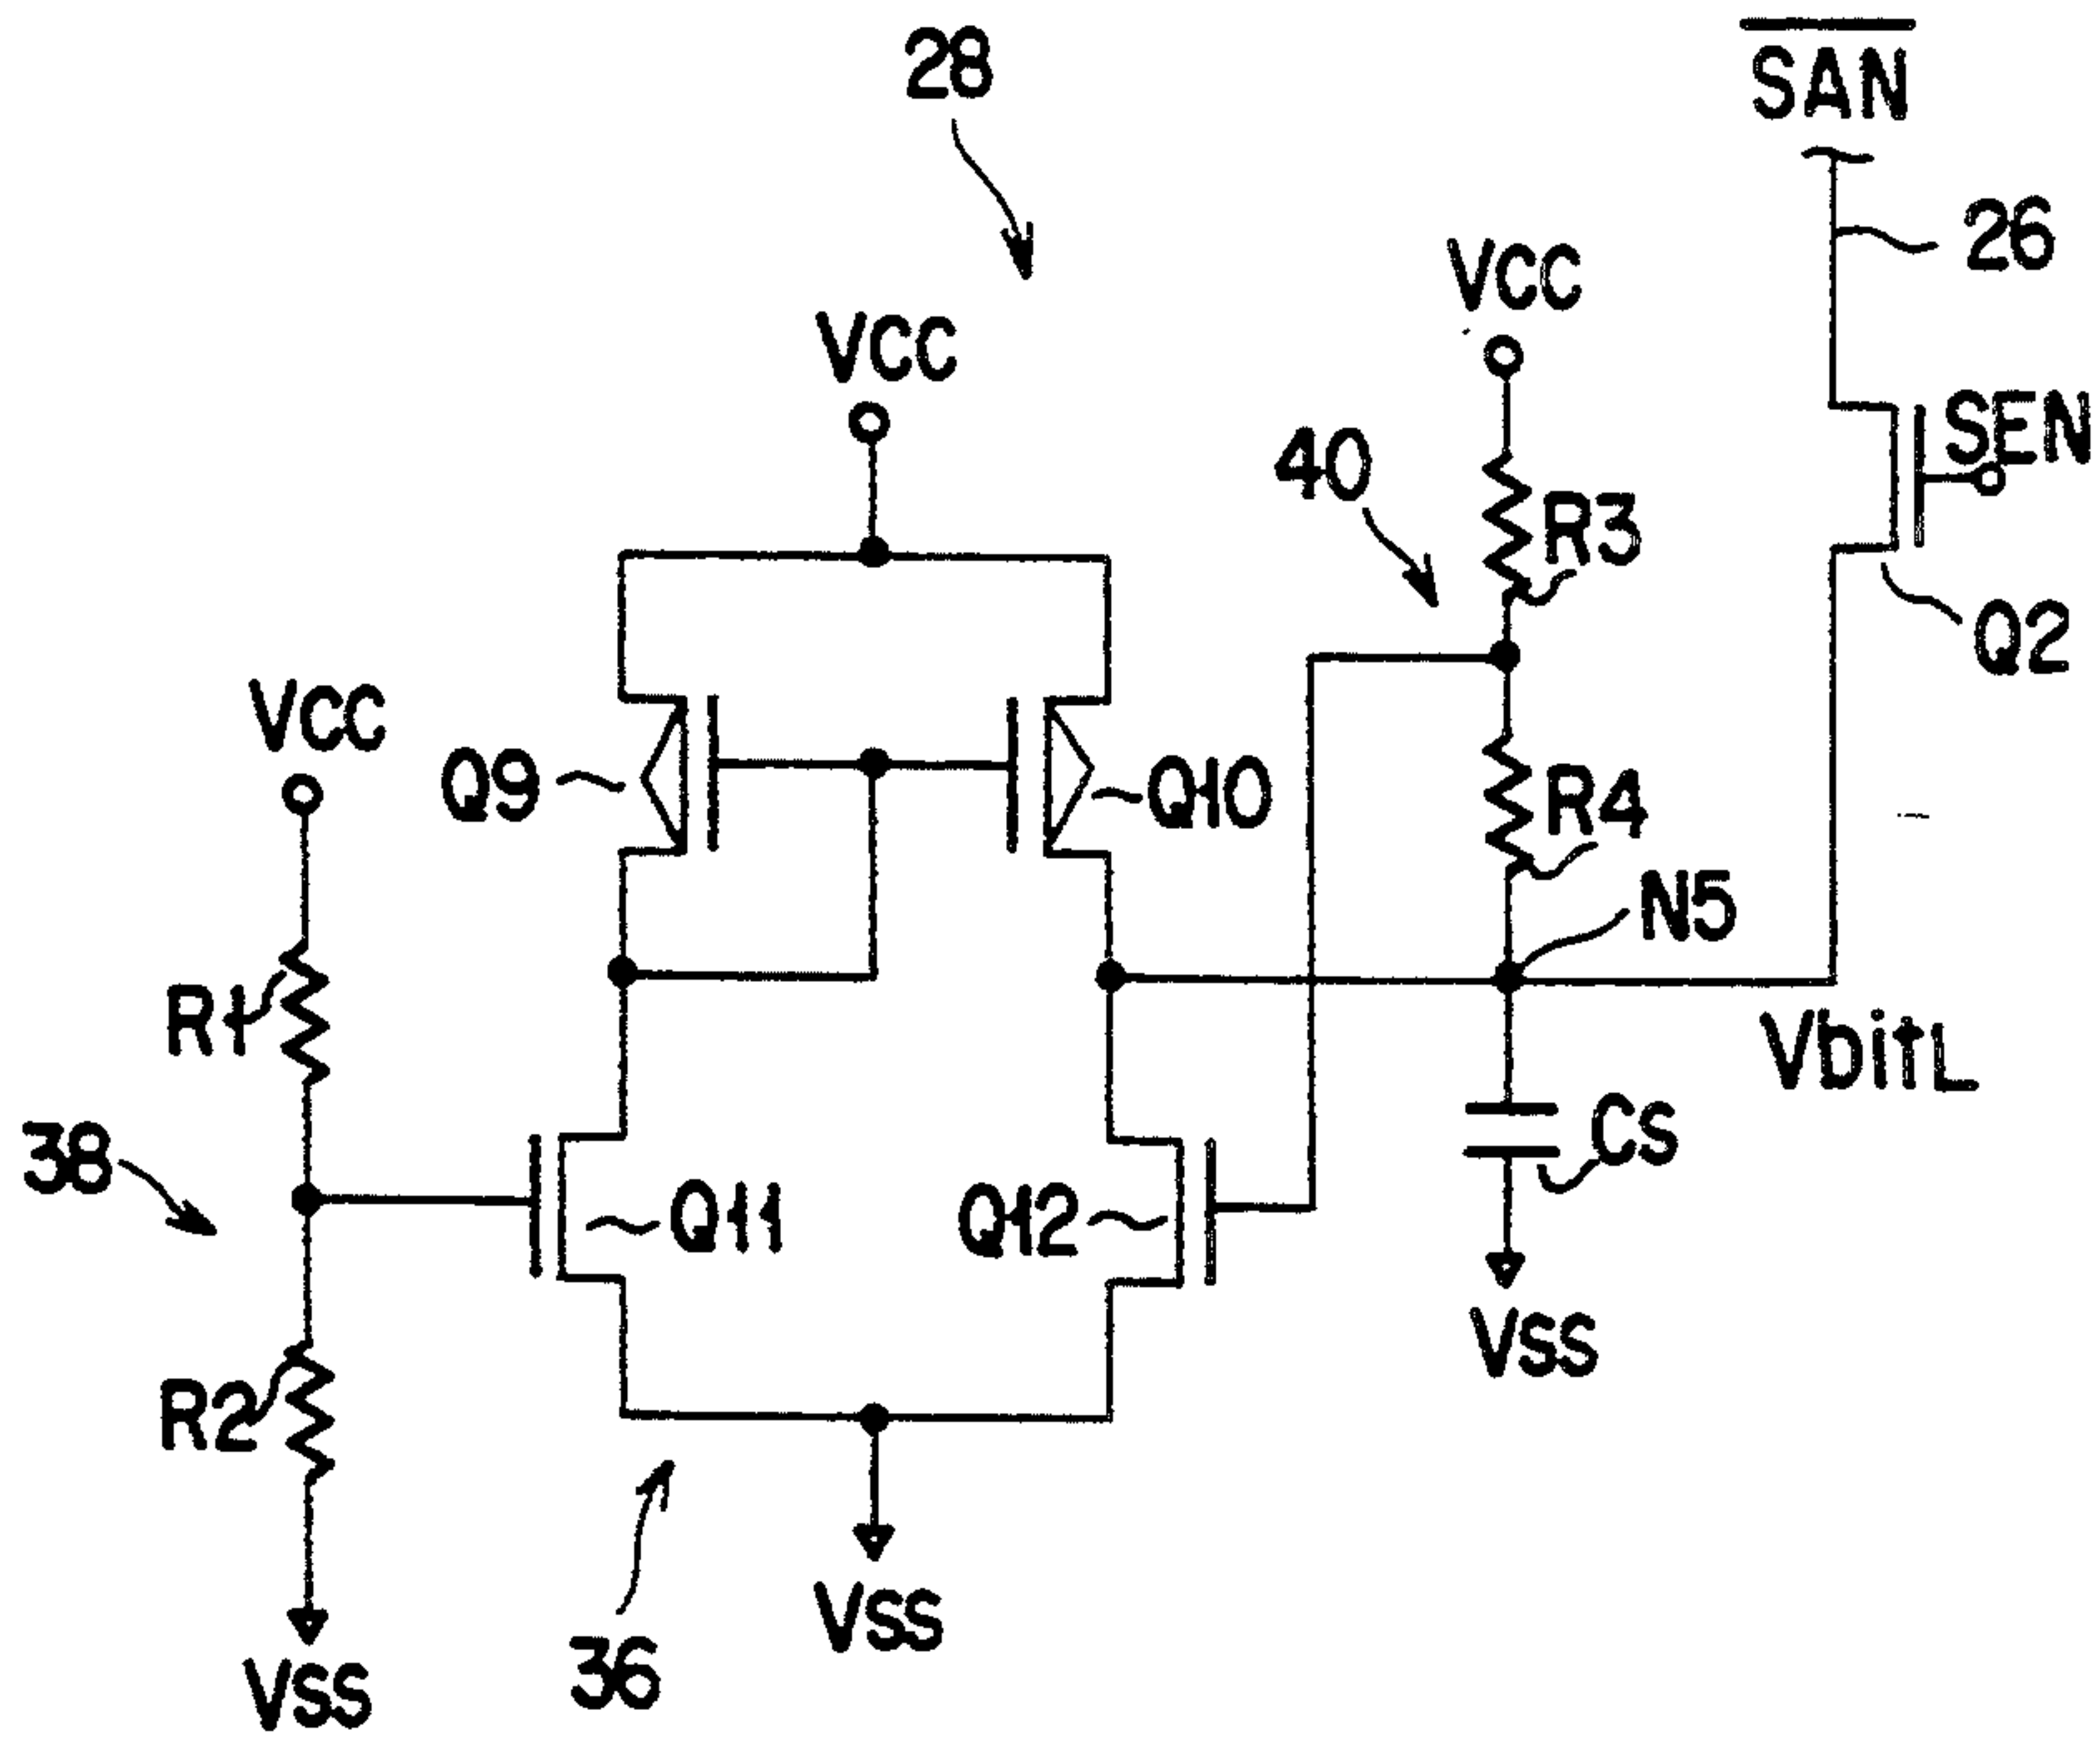 28
SAN
26
VCC
VCC
SEN
40
R3
Q2
VCC
Q9
Q10
R4
N5
R1
VbitL
38
CS
Q11
Q12
VSS
R2
VSS
36
VSS